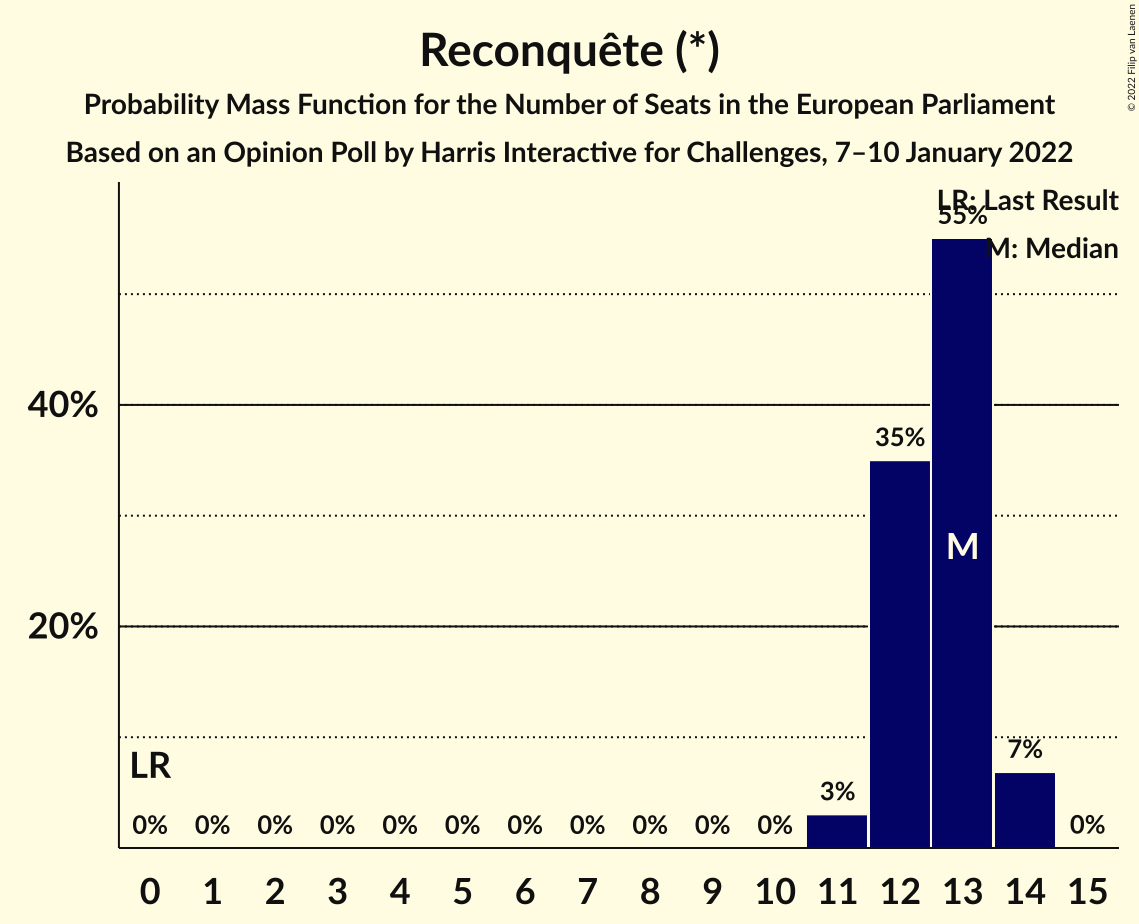 Reconquête (*)
Probability Mass Function for the Number of Seats in the European Parliament
Based on an Opinion Poll by Harris Interactive for Challenges, 7–10 January 2022
© 2022 Filip van Laenen
LR: Last Result
M: Median
55%
40%
35%
M
20%
LR
7%
3%
0% 0% 0% 0% 0% 0% 0% 0% 0% 0% 0% 0%
0 1 2 3 4 5 6 7 8 9 10 11 12 13 14 15